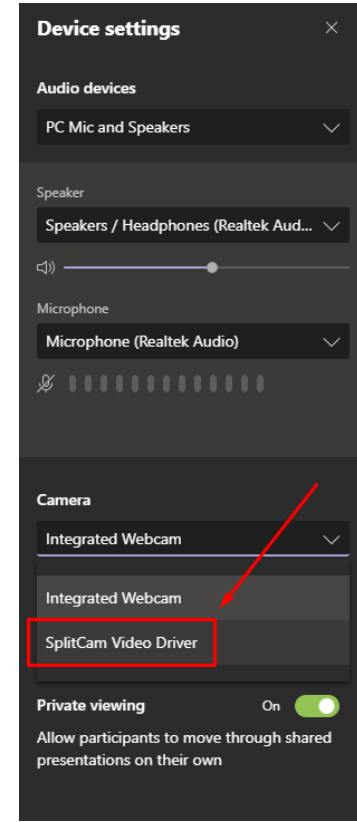 Device settings
Audio devices
PC Mic and Speakers
Speaker
Speakers / Headphones (Realtek Aud...
Microphone
Microphone (Realtek Audio)
Camera
Integrated Webcam
Integrated Webcam
SplitCam Video Driver
Private viewing On
Allow participants to move through shared
presentations on their own